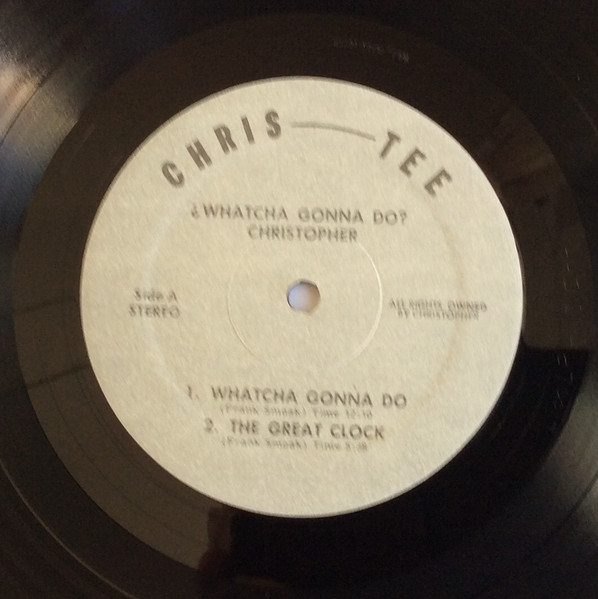 CHRIS—TEE
¿WHATCHA GONNA DO?
CHRISTOPHER
Side A
STEREO
ALL RIGHTS OWNED
BY CHRISTOPHER
1. WHATCHA GONNA DO
(Frank Smoak) Time 12:10
2. THE GREAT CLOCK
(Frank Smoak) Time